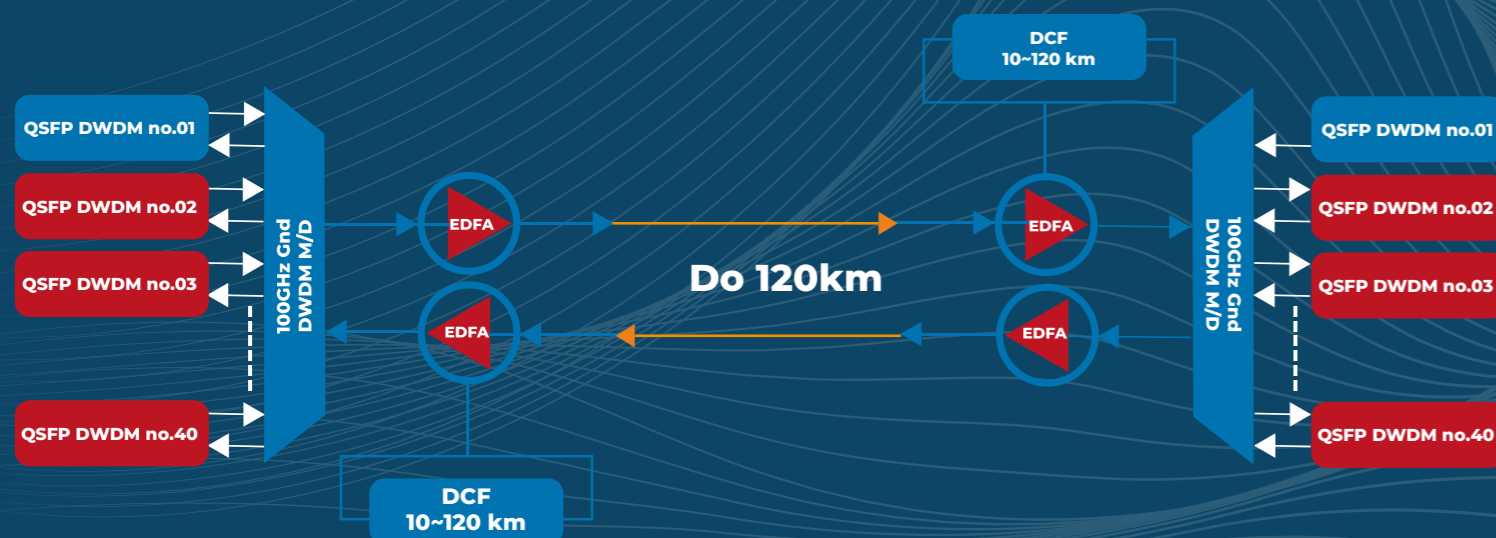 DCF
10~120 km
QSFP DWDM no.01
QSFP DWDM no.02
QSFP DWDM no.03
QSFP DWDM no.40
100GHz Gnd
DWDM M/D
EDFA
EDFA
Do 120km
EDFA
EDFA
100GHz Gnd
DWDM M/D
QSFP DWDM no.01
QSFP DWDM no.02
QSFP DWDM no.03
QSFP DWDM no.40
DCF
10~120 km